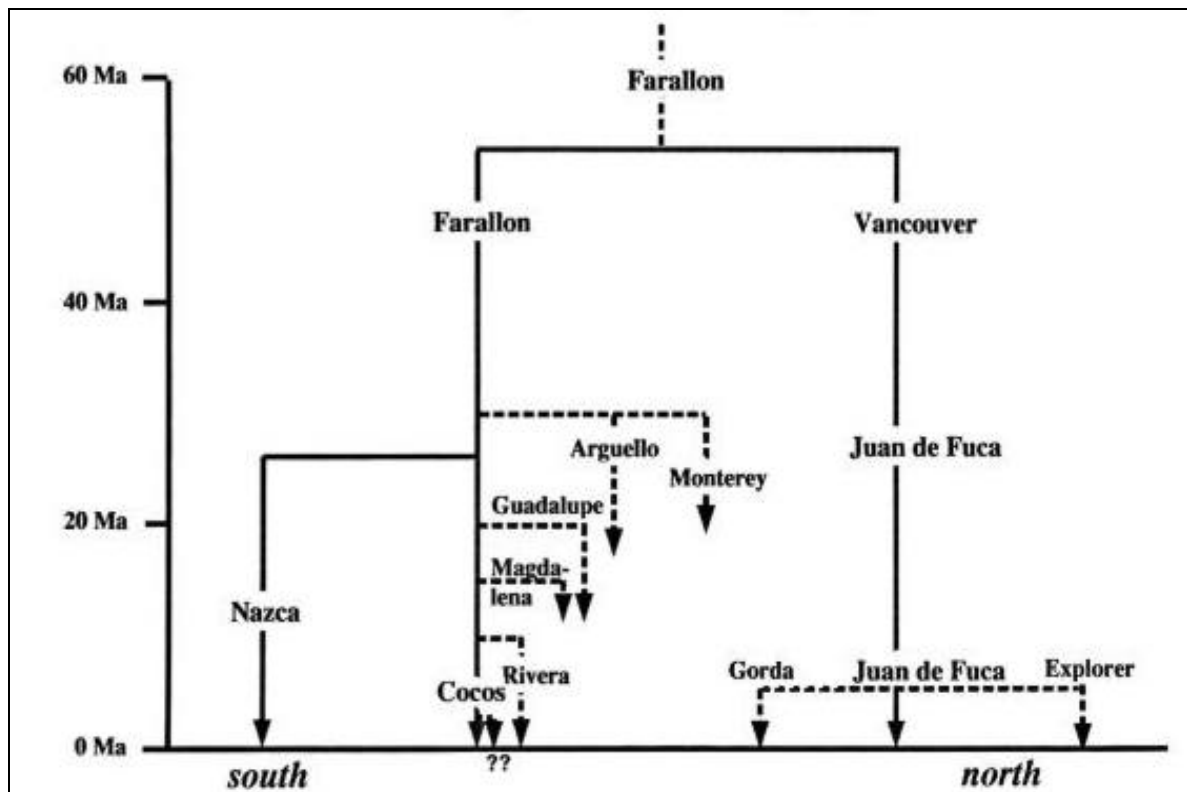 60 Ma
Farallon
Farallon
Vancouver
40 Ma
Arguello
Juan de Fuca
Monterey
Guadalupe
20 Ma
Magda-
lena
Nazca
Rivera
Gorda
Juan de Fuca
Explorer
Cocos
0 Ma
??
south
north